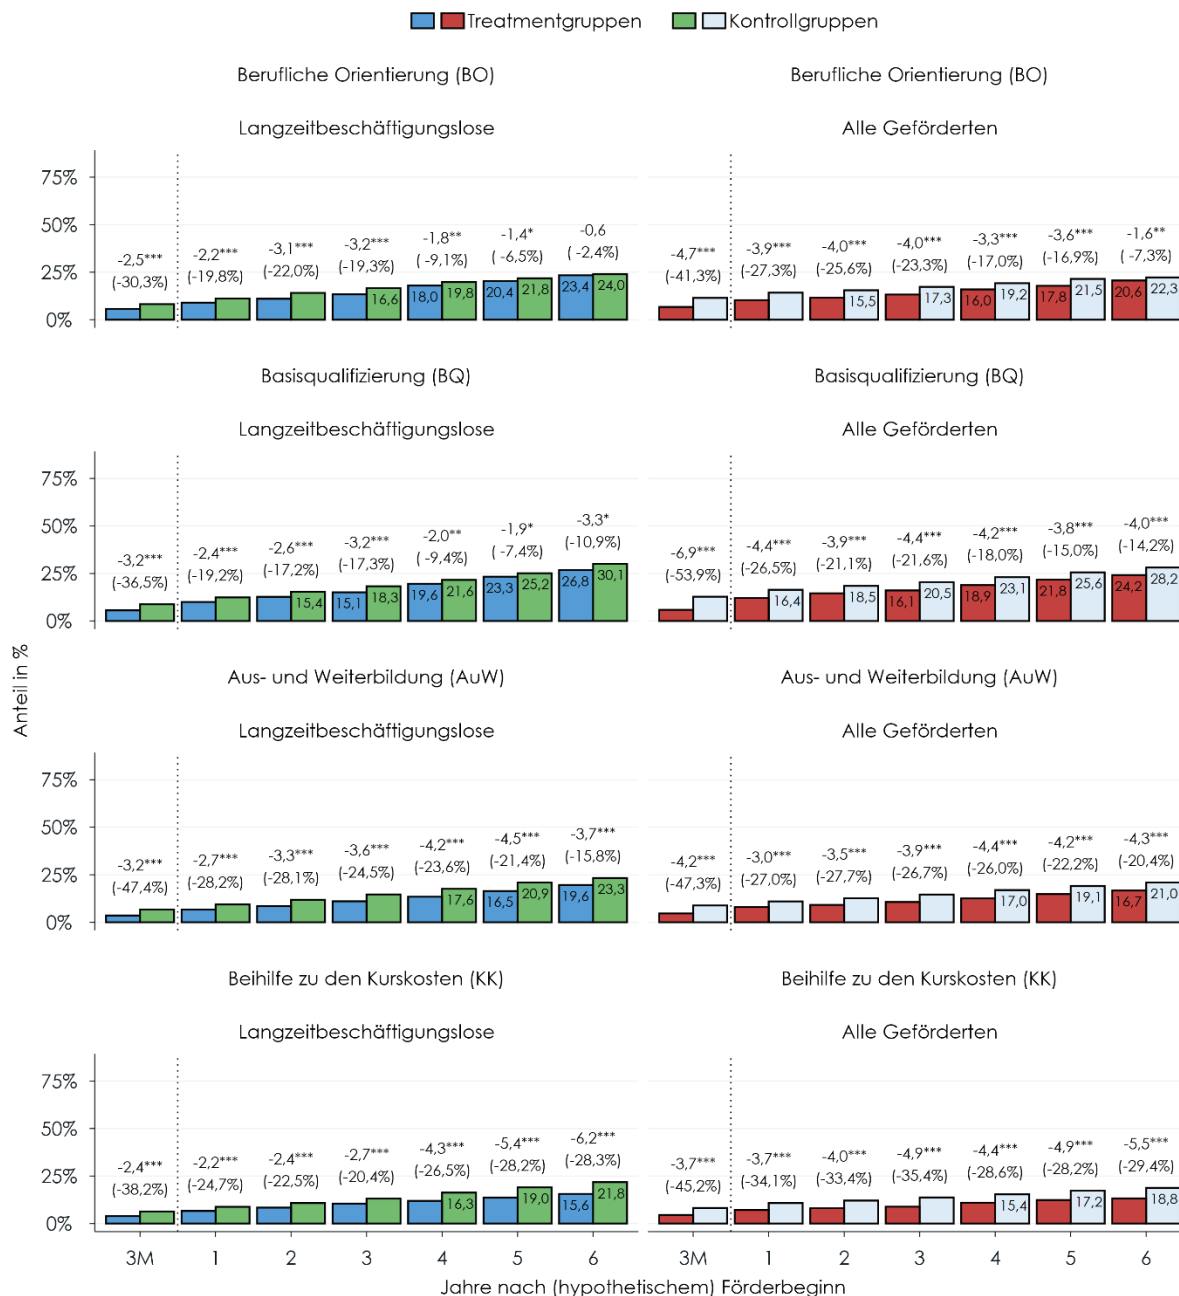 Treatmentgruppen Kontrollgruppen
Berufliche Orientierung (BO) Berufliche Orientierung (BO)
Langzeitbeschäftigungslose Alle Geförderten
75%
50%
25%
0%
-2,5*** -2,2*** -3,1*** -3,2*** -1,8** -1,4* -0,6
(-30,3%) (-19,8%) (-22,0%) (-19,3%) (-9,1%) (-6,5%) (-2,4%)
16,6 18,0 19,8 20,4 21,8 23,4 24,0
-4,7*** -3,9*** -4,0*** -4,0*** -3,3*** -3,6*** -1,6**
(-41,3%) (-27,3%) (-25,6%) (-23,3%) (-17,0%) (-16,9%) (-7,3%)
15,5 17,3 16,0 19,2 17,8 21,5 20,6 22,3
Basisqualifizierung (BQ) Basisqualifizierung (BQ)
Langzeitbeschäftigungslose Alle Geförderten
75%
50%
25%
0%
-3,2*** -2,4*** -2,6*** -3,2*** -2,0** -1,9* -3,3*
(-36,5%) (-19,2%) (-17,2%) (-17,3%) (-9,4%) (-7,4%) (-10,9%)
15,4 15,1 18,3 19,6 21,6 23,3 25,2 26,8 30,1
-6,9*** -4,4*** -3,9*** -4,4*** -4,2*** -3,8*** -4,0***
(-53,9%) (-26,5%) (-21,1%) (-21,6%) (-18,0%) (-15,0%) (-14,2%)
16,4 18,5 16,1 20,5 18,9 23,1 21,8 25,6 24,2 28,2
Anteil in %
Aus- und Weiterbildung (AuW) Aus- und Weiterbildung (AuW)
Langzeitbeschäftigungslose Alle Geförderten
75%
50%
25%
0%
-3,2*** -2,7*** -3,3*** -3,6*** -4,2*** -4,5*** -3,7***
(-47,4%) (-28,2%) (-28,1%) (-24,5%) (-23,6%) (-21,4%) (-15,8%)
17,6 16,5 20,9 19,6 23,3
-4,2*** -3,0*** -3,5*** -3,9*** -4,4*** -4,2*** -4,3***
(-47,3%) (-27,0%) (-27,7%) (-26,7%) (-26,0%) (-22,2%) (-20,4%)
17,0 19,1 16,7 21,0
Beihilfe zu den Kurskosten (KK) Beihilfe zu den Kurskosten (KK)
Langzeitbeschäftigungslose Alle Geförderten
75%
50%
25%
0%
-2,4*** -2,2*** -2,4*** -2,7*** -4,3*** -5,4*** -6,2***
(-38,2%) (-24,7%) (-22,5%) (-20,4%) (-26,5%) (-28,2%) (-28,3%)
16,3 19,0 15,6 21,8
-3,7*** -3,7*** -4,0*** -4,9*** -4,4*** -4,9*** -5,5***
(-45,2%) (-34,1%) (-33,4%) (-35,4%) (-28,6%) (-28,2%) (-29,4%)
15,4 17,2 18,8
3M 1 2 3 4 5 6 3M 1 2 3 4 5 6
Jahre nach (hypothetischem) Förderbeginn